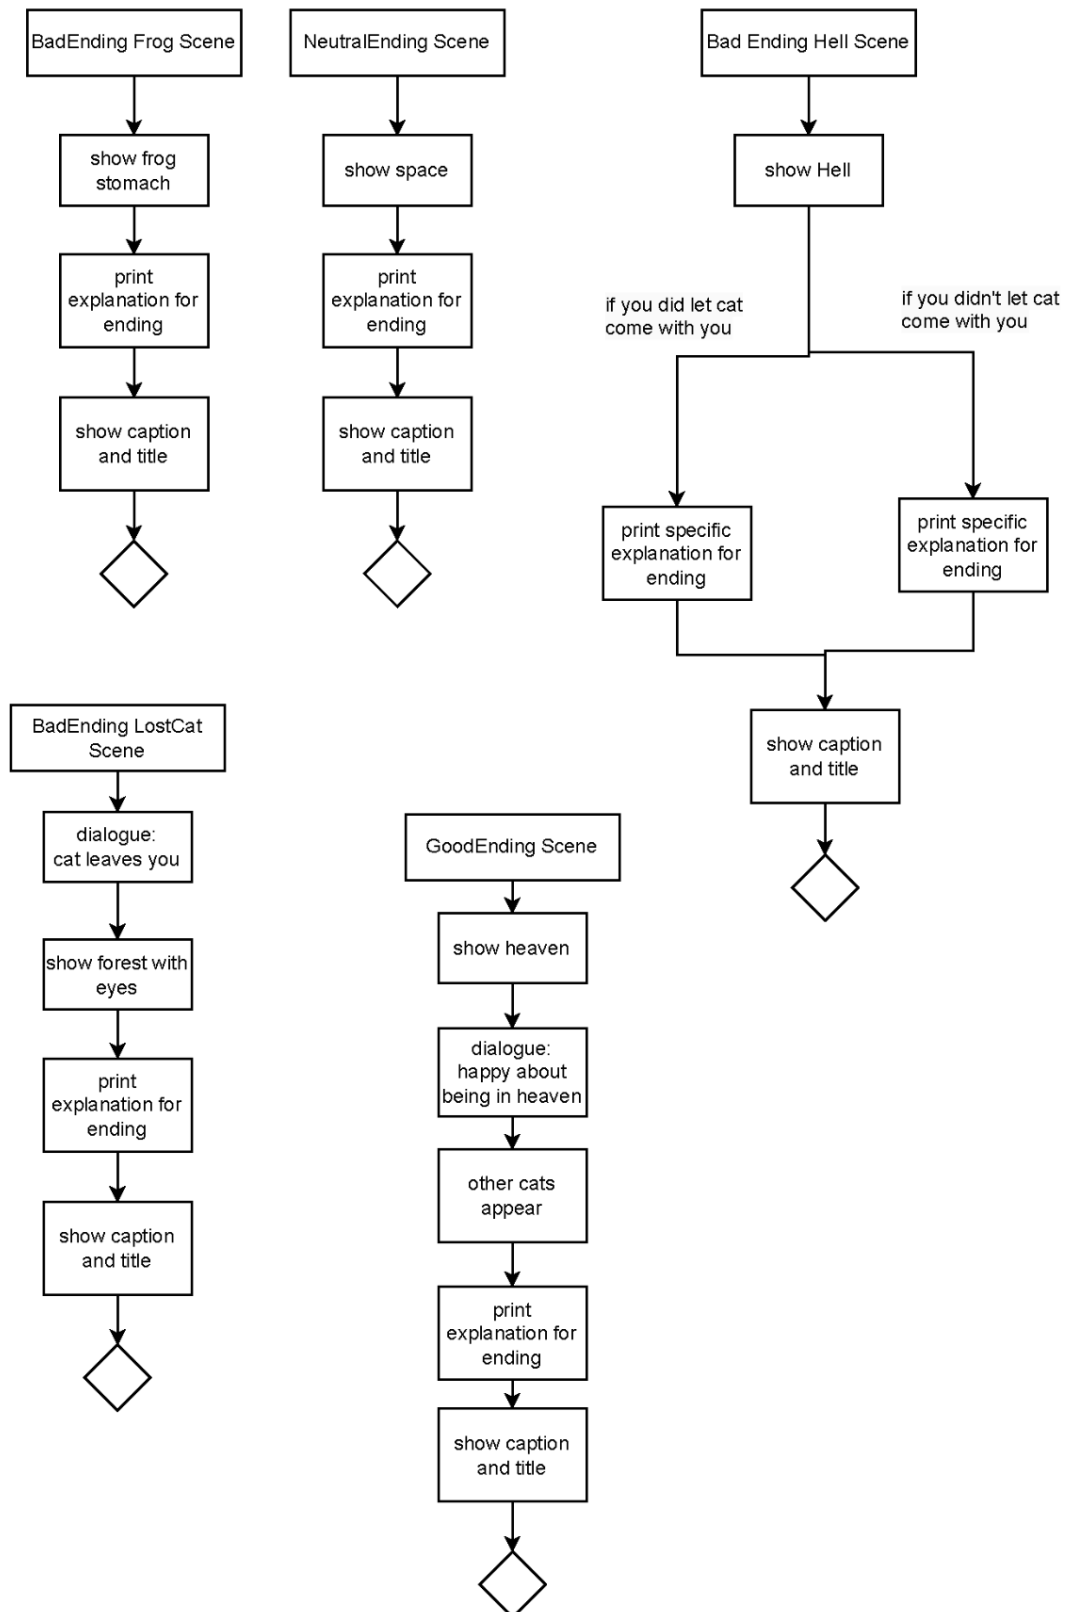 BadEnding Frog Scene
show frog
stomach
print
explanation for
ending
show caption
and title
NeutralEnding Scene
show space
print
explanation for
ending
show caption
and title
Bad Ending Hell Scene
show Hell
if you did let cat
come with you
if you didn't let cat
come with you
print specific
explanation for
ending
print specific
explanation for
ending
show caption
and title
BadEnding LostCat
Scene
dialogue:
cat leaves you
show forest with
eyes
print
explanation for
ending
show caption
and title
GoodEnding Scene
show heaven
dialogue:
happy about
being in heaven
other cats
appear
print
explanation for
ending
show caption
and title